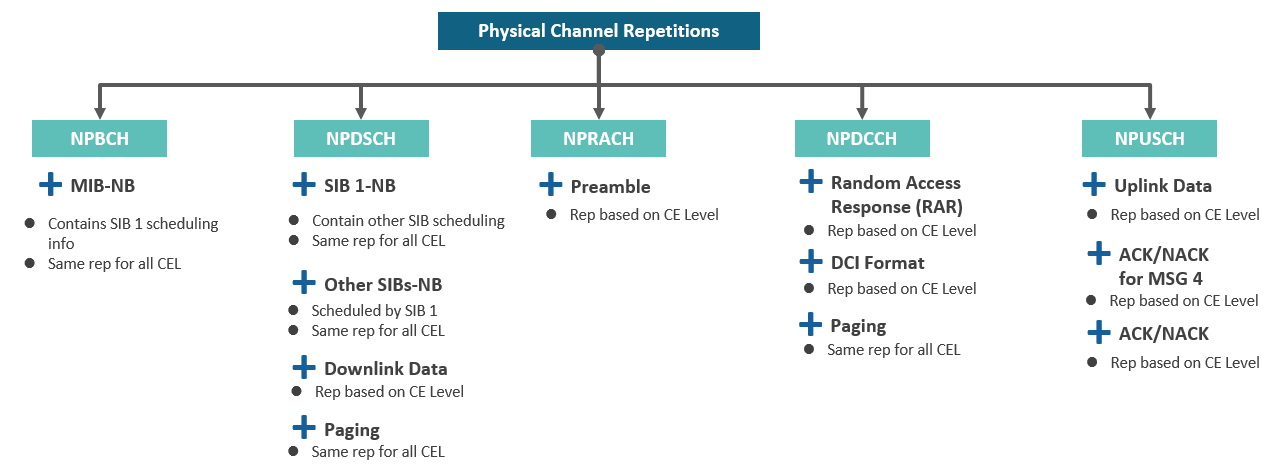 Physical Channel Repetitions
NPBCH
MIB-NB
Contains SIB 1 scheduling
info
Same rep for all CEL
NPDSCH
SIB 1-NB
Contain other SIB scheduling
Same rep for all CEL
Other SIBs-NB
Scheduled by SIB 1
Same rep for all CEL
Downlink Data
Rep based on CE Level
Paging
Same rep for all CEL
NPRACH
Preamble
Rep based on CE Level
NPDCCH
Random Access
Response (RAR)
Rep based on CE Level
DCI Format
Rep based on CE Level
Paging
Same rep for all CEL
NPUSCH
Uplink Data
Rep based on CE Level
ACK/NACK
for MSG 4
Rep based on CE Level
ACK/NACK
Rep based on CE Level